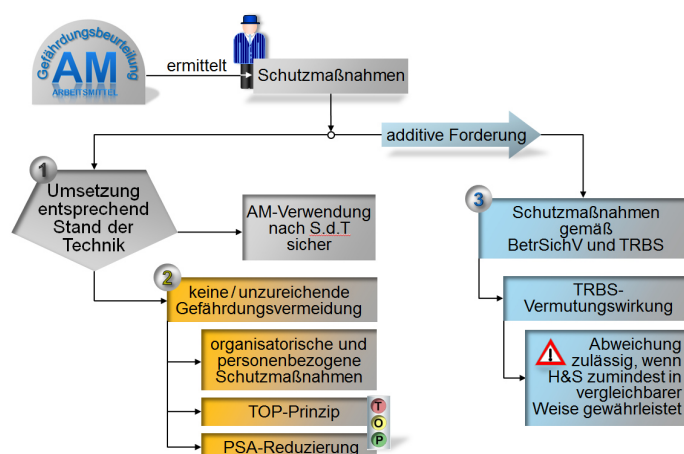 Gefährdungsbeurteilung
AM
ARBEITSMITTEL
ermittelt
Schutzmaßnahmen
additive Forderung
1
Umsetzung
entsprechend
Stand der
Technik
AM-Verwendung
nach S.d.T
sicher
2
keine / unzureichende
Gefährdungsvermeidung
organisatorische und
personenbezogene
Schutzmaßnahmen
TOP-Prinzip
T
O
P
PSA-Reduzierung
3
Schutzmaßnahmen
gemäß
BetrSichV und TRBS
TRBS-
Vermutungswirkung
Abweichung
zulässig, wenn
H&S zumindest in
vergleichbarer
Weise gewährleistet